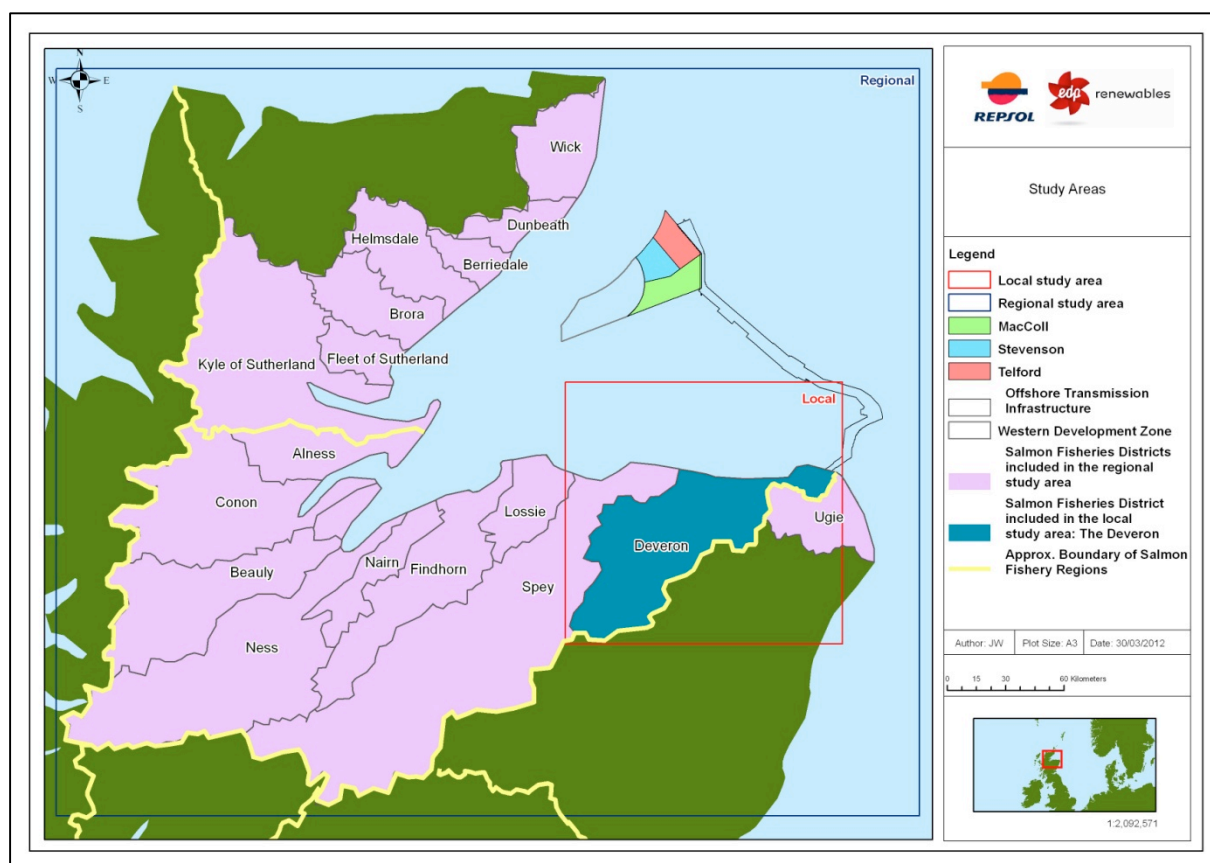 N
W
E
S
Regional
Wick
Dunbeath
Helmsdale
Berriedale
Brora
Fleet of Sutherland
Kyle of Sutherland
Local
Alness
Conon
Lossie
Ugie
Deveron
Nairn
Findhorn
Beauly
Spey
Ness
REPSOL
edp renewables
Study Areas
Legend
Local study area
Regional study area
MacColl
Stevenson
Telford
Offshore Transmission
Infrastructure
Western Development Zone
Salmon Fisheries Districts
included in the regional
study area
Salmon Fisheries District
included in the local
study area: The Deveron
Approx. Boundary of Salmon
Fishery Regions
Author: JW
Plot Size: A3
Date: 30/03/2012
0 15 30 60 Kilometers
1:2,092,571